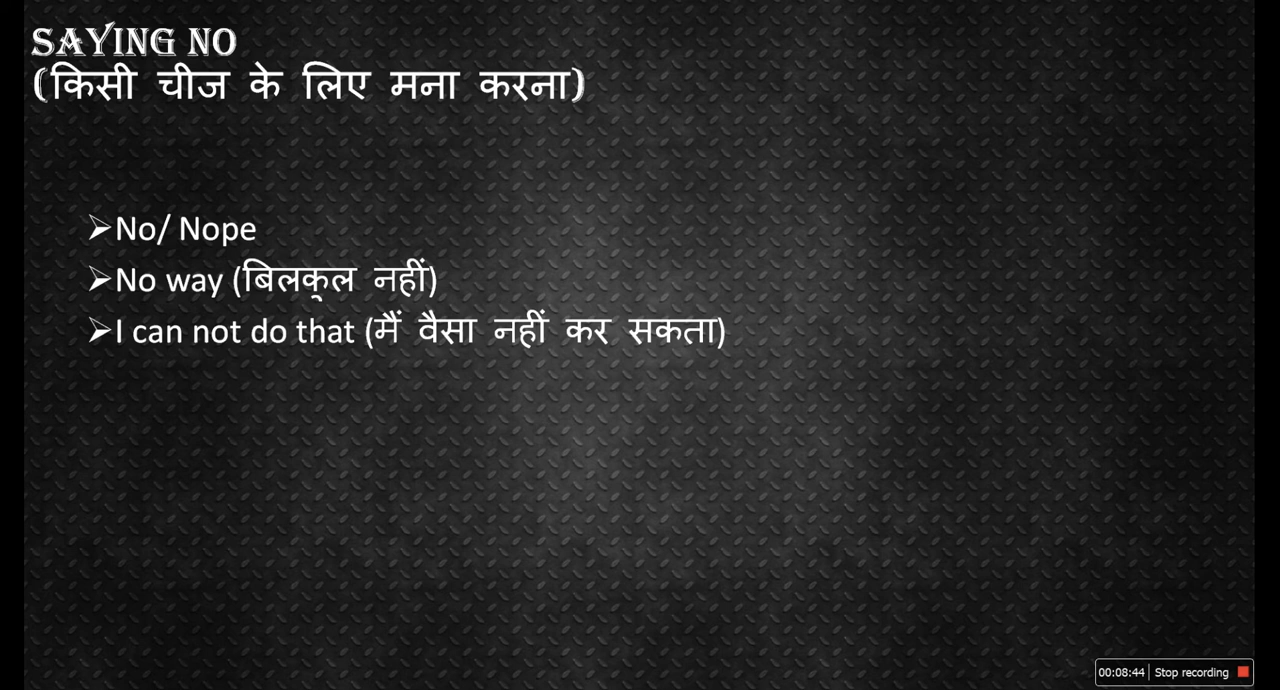 SAYING NO
(किसी चीज के लिए मना करना)
➢No/ Nope
➢No way (बिलकुल नहीं)
➢I can not do that (मैं वैसा नहीं कर सकता)
00:08:44 Stop recording